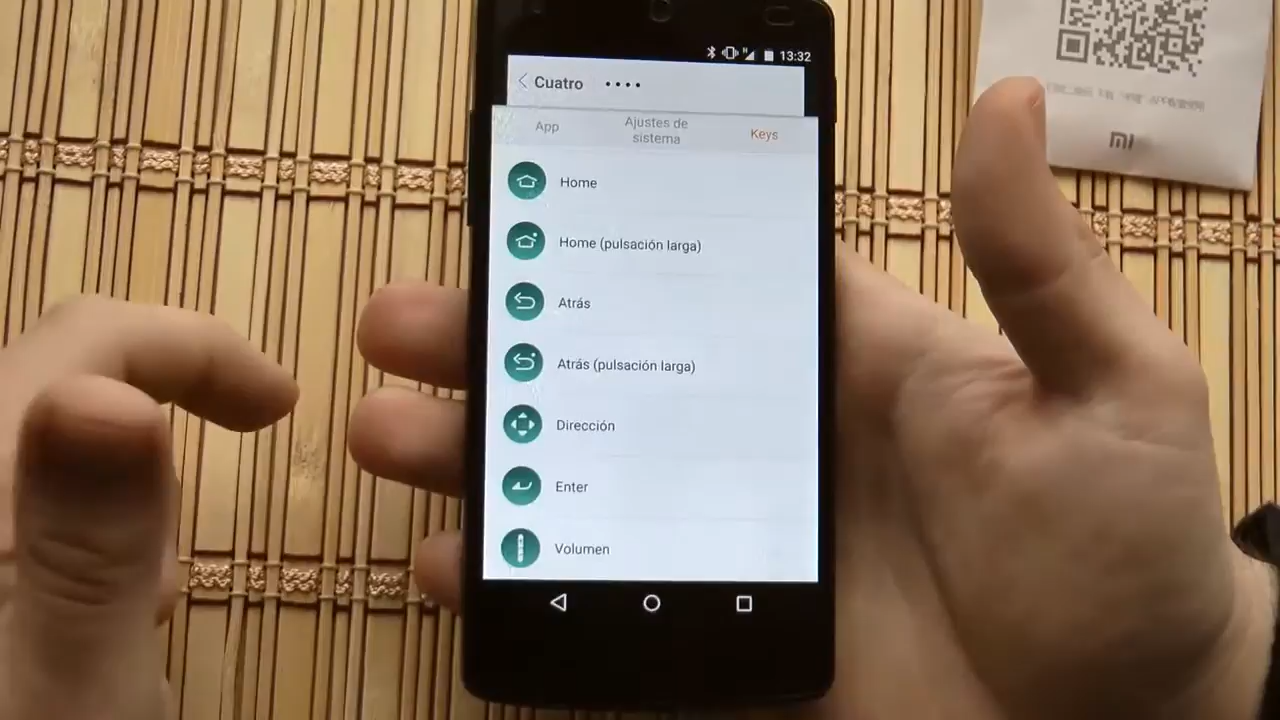 13:32
Cuatro
App
Ajustes de
sistema
Keys
Home
Home (pulsación larga)
Atrás
Atrás (pulsación larga)
Dirección
Enter
Volumen
MI